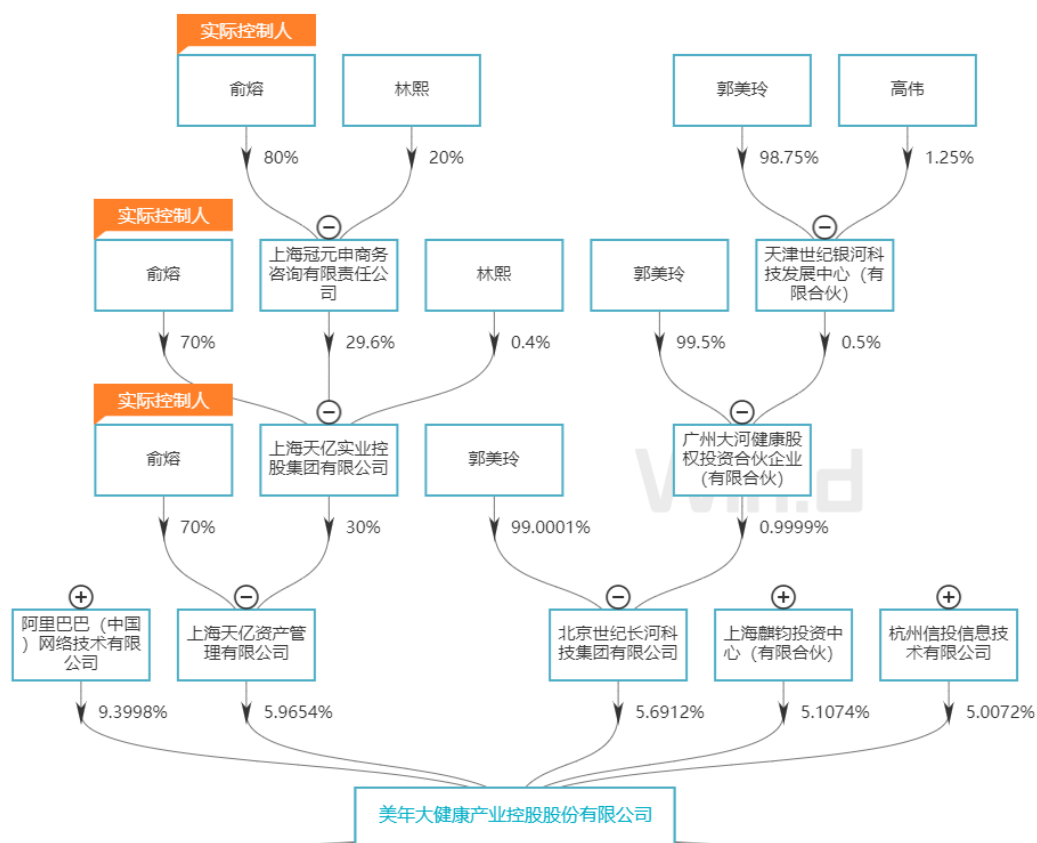 实际控制人
俞熔
林熙
郭美玲
高伟
80%
20%
98.75%
1.25%
实际控制人
俞熔
上海冠元申商务
咨询有限责任公
司
林熙
郭美玲
天津世纪银河科
技发展中心（有
限合伙）
70%
29.6%
0.4%
99.5%
0.5%
实际控制人
俞熔
上海天亿实业控
股集团有限公司
郭美玲
广州大河健康股
权投资合伙企业
（有限合伙）
Win.d
70%
30%
99.0001%
0.9999%
阿里巴巴（中国
）网络技术有限
公司
上海天亿资产管
理有限公司
北京世纪长河科
技集团有限公司
上海麒钧投资中
心（有限合伙）
杭州信投信息技
术有限公司
9.3998%
5.9654%
5.6912%
5.1074%
5.0072%
美年大健康产业控股股份有限公司